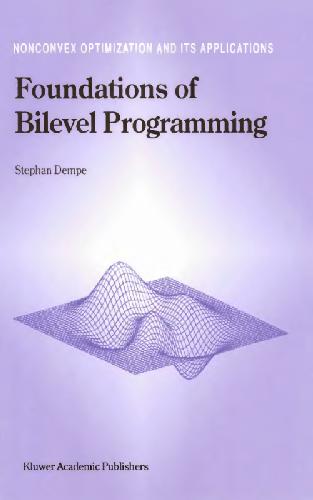 NONCONVEX OPTIMIZATION AND ITS APPLICATIONS
Foundations of
Bilevel Programming
Stephan Dempe
Kluwer Academic Publishers